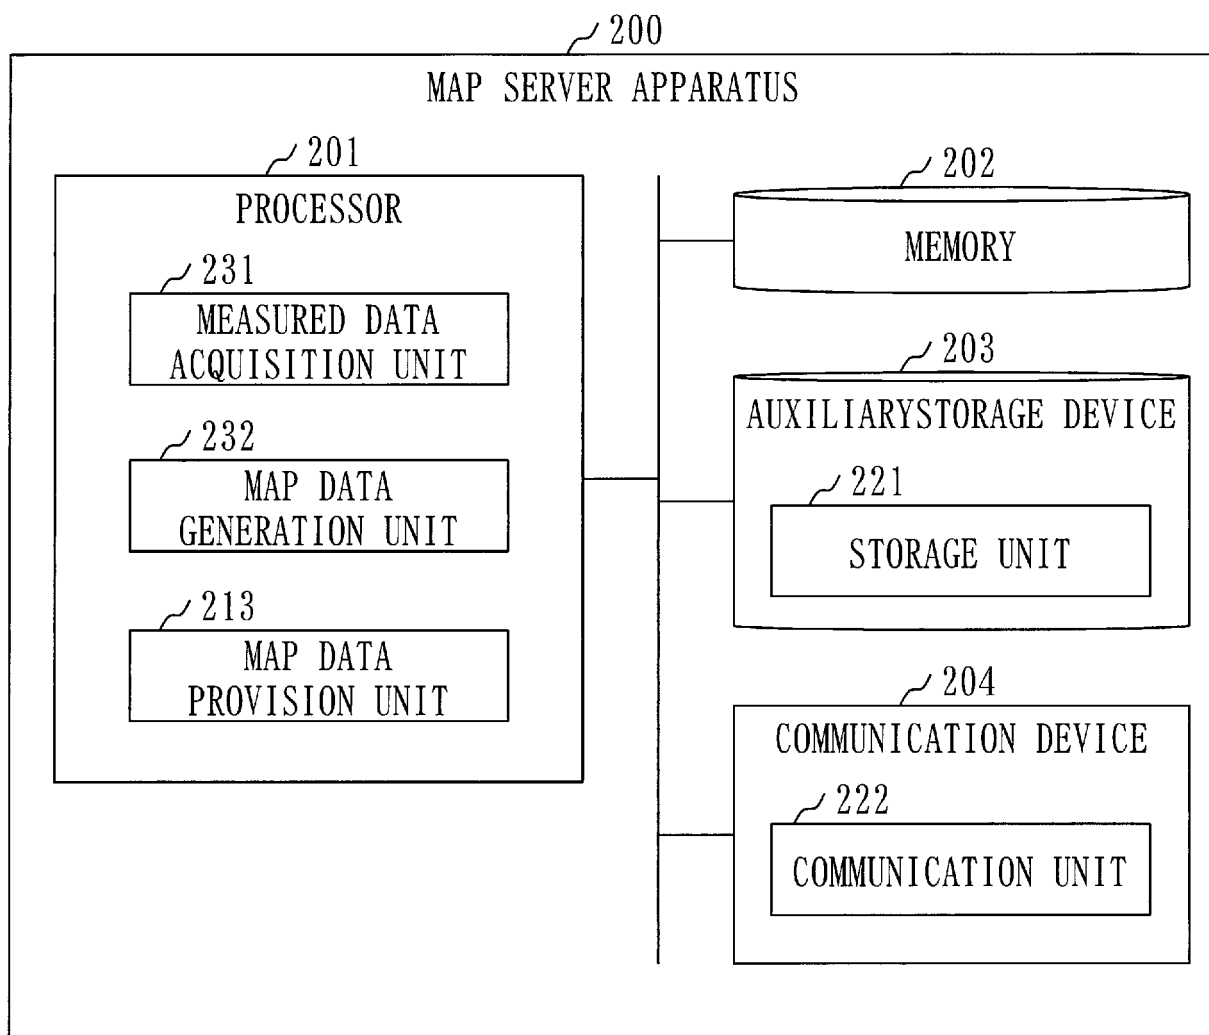 200
MAP SERVER APPARATUS
201
PROCESSOR
231
MEASURED DATA
ACQUISITION UNIT
232
MAP DATA
GENERATION UNIT
213
MAP DATA
PROVISION UNIT
202
MEMORY
203
AUXILIARYSTORAGE DEVICE
221
STORAGE UNIT
204
COMMUNICATION DEVICE
222
COMMUNICATION UNIT